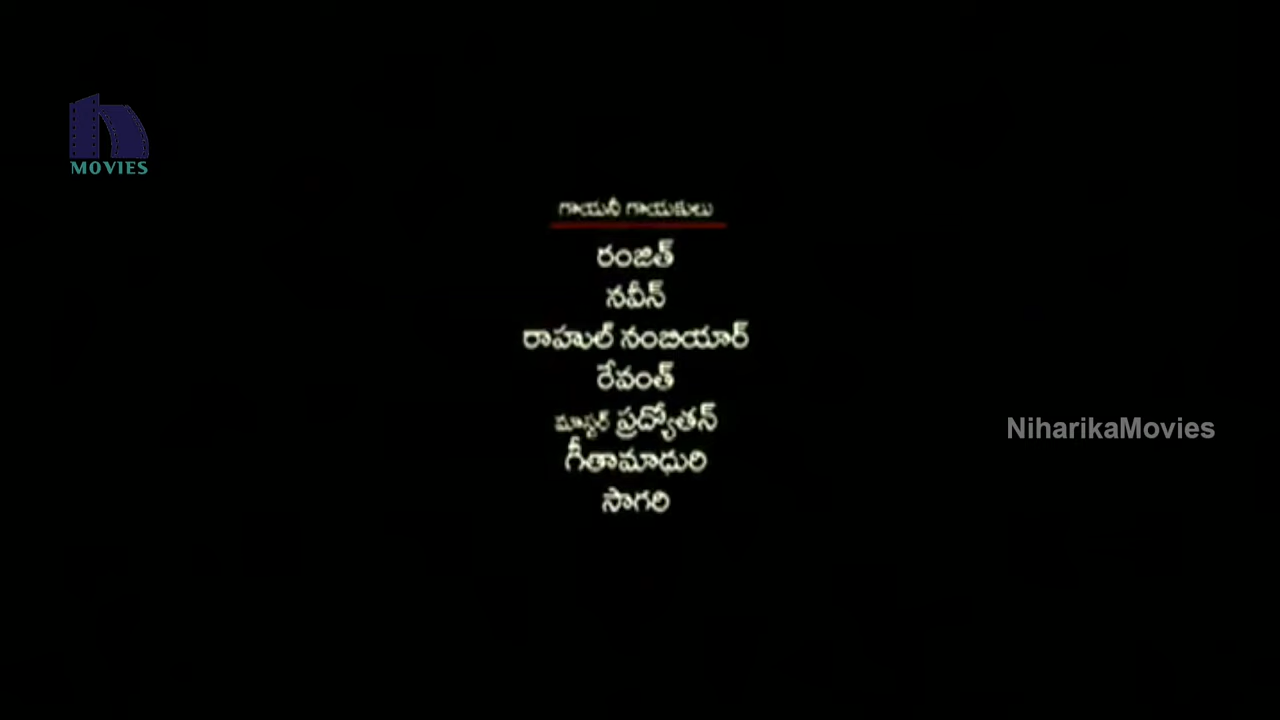 MOVIES
గాయనీ గాయకులు
రంజిత్
నవీన్
రాహుల్ నంబియార్
రేవంత్
మాస్టర్ ప్రద్యోతన్
NiharikaMovies
గీతామాధురి
సాగరి